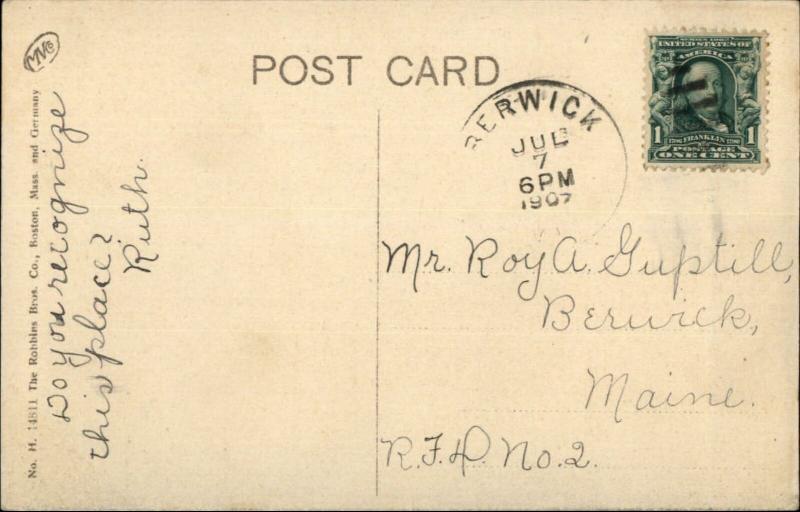 POST CARD
No. H. 14811 The Robbins Bros. Co., Boston, Mass. and Germany
Do you recognize
this place?
Ruth.
BERWICK
JUL
7
6PM
1907
SERIES 1902
UNITED STATES OF
AMERICA
1 FRANKLIN 1
POSTAGE
ONE CENT
Mr. Roy A. Guptill,
Berwick,
Maine.
R.F.D. No. 2.